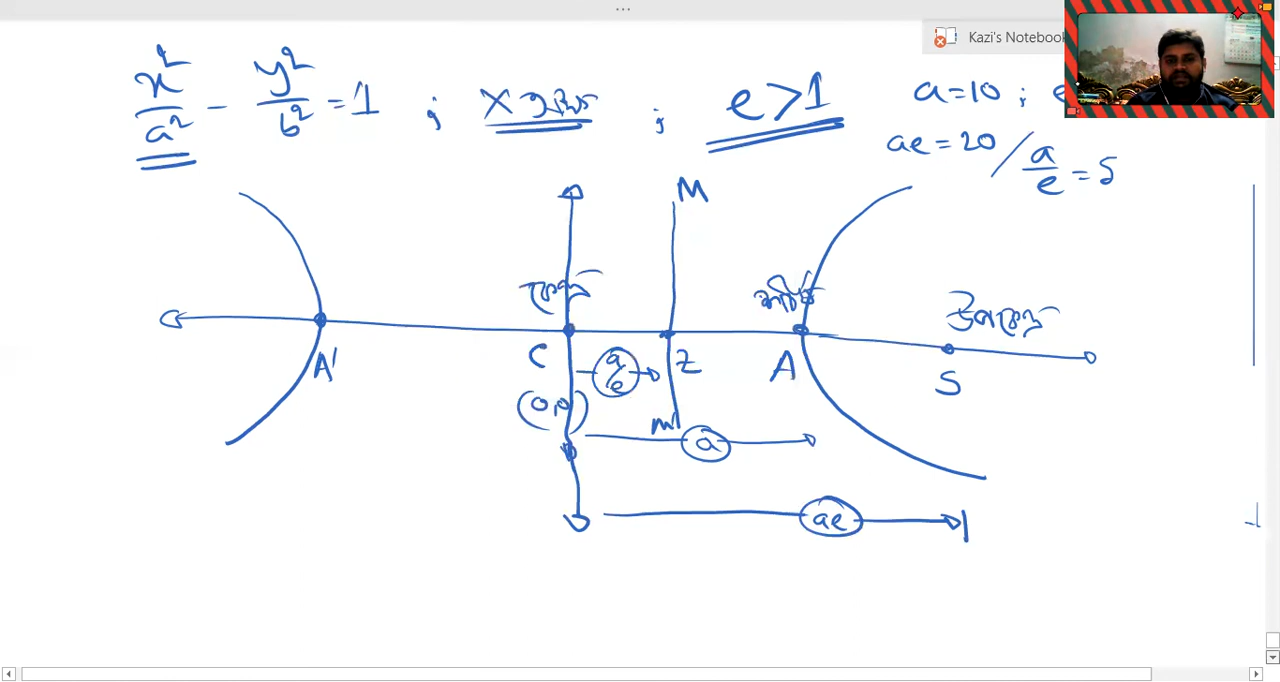 Kazi's Notebook
x²/a² - y²/b² = 1 ; X অক্ষ ; e > 1
a = 10 ; e
ae = 20 / a/e = 5
M
কেন্দ্র শীর্ষ উপকেন্দ্র
A' C a/e Z A S
(0,0) M'
a
ae